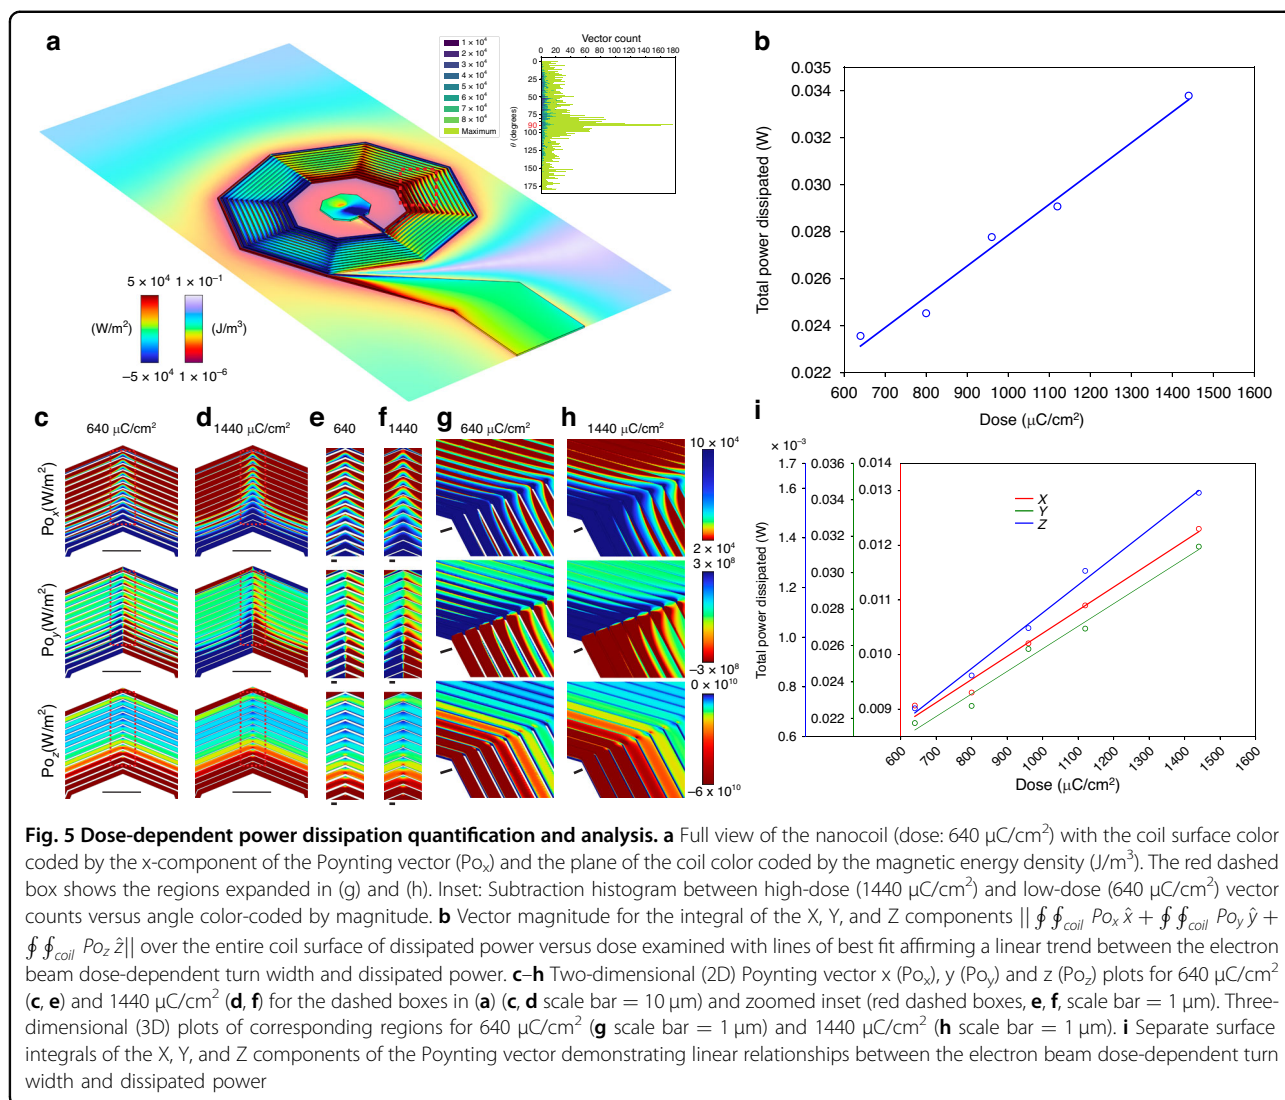 a
Vector count
0 20 40 60 80 100 120 140 160 180
1 × 10⁴
2 × 10⁴
3 × 10⁴
4 × 10⁴
5 × 10⁴
6 × 10⁴
7 × 10⁴
8 × 10⁴
Maximum
θ (degrees)
0
25
50
75
90
100
125
150
175
5 × 10⁴ 1 × 10⁻¹
(W/m²) (J/m³)
−5 × 10⁴ 1 × 10⁻⁶
b
Total power dissipated (W)
0.035
0.034
0.032
0.030
0.028
0.026
0.024
0.022
600 700 800 900 1000 1100 1200 1300 1400 1500 1600
Dose (μC/cm²)
c d e f g h
640 μC/cm² 1440 μC/cm² 640 1440 640 μC/cm² 1440 μC/cm²
Poₓ(W/m²)
Po_y(W/m²)
Po_z(W/m²)
10 × 10⁴
2 × 10⁴
3 × 10⁸
−3 × 10⁸
0 × 10¹⁰
−6 × 10¹⁰
i
Total power dissipated (W)
× 10⁻³
1.7
1.6
1.4
1.2
1.0
0.8
0.6
0.036
0.034
0.032
0.030
0.028
0.026
0.024
0.022
0.014
0.013
0.012
0.011
0.010
0.009
X
Y
Z
600 700 800 900 1000 1100 1200 1300 1400 1500 1600
Dose (μC/cm²)
Fig. 5 Dose-dependent power dissipation quantification and analysis. a Full view of the nanocoil (dose: 640 μC/cm²) with the coil surface color
coded by the x-component of the Poynting vector (Poₓ) and the plane of the coil color coded by the magnetic energy density (J/m³). The red dashed
box shows the regions expanded in (g) and (h). Inset: Subtraction histogram between high-dose (1440 μC/cm²) and low-dose (640 μC/cm²) vector
counts versus angle color-coded by magnitude. b Vector magnitude for the integral of the X, Y, and Z components || ∮∮_coil Poₓ x̂ + ∮∮_coil Po_y ŷ +
∮∮_coil Po_z ẑ|| over the entire coil surface of dissipated power versus dose examined with lines of best fit affirming a linear trend between the electron
beam dose-dependent turn width and dissipated power. c–h Two-dimensional (2D) Poynting vector x (Poₓ), y (Po_y) and z (Po_z) plots for 640 μC/cm²
(c, e) and 1440 μC/cm² (d, f) for the dashed boxes in (a) (c, d scale bar = 10 μm) and zoomed inset (red dashed boxes, e, f, scale bar = 1 μm). Three-
dimensional (3D) plots of corresponding regions for 640 μC/cm² (g scale bar = 1 μm) and 1440 μC/cm² (h scale bar = 1 μm). i Separate surface
integrals of the X, Y, and Z components of the Poynting vector demonstrating linear relationships between the electron beam dose-dependent turn
width and dissipated power